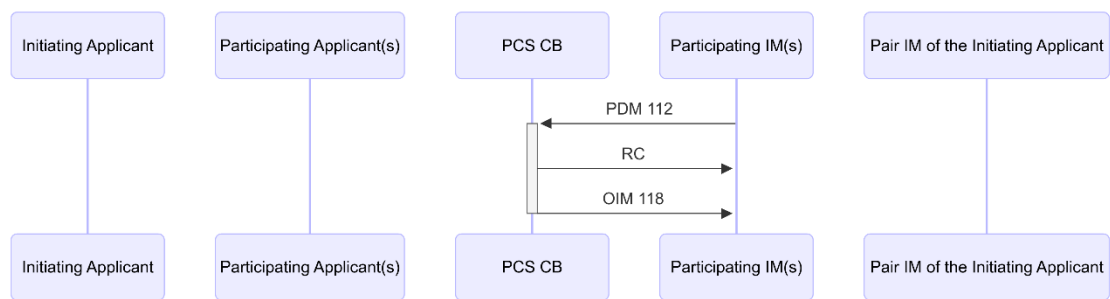 Initiating Applicant
Participating Applicant(s)
PCS CB
Participating IM(s)
Pair IM of the Initiating Applicant
PDM 112
RC
OIM 118
Initiating Applicant
Participating Applicant(s)
PCS CB
Participating IM(s)
Pair IM of the Initiating Applicant